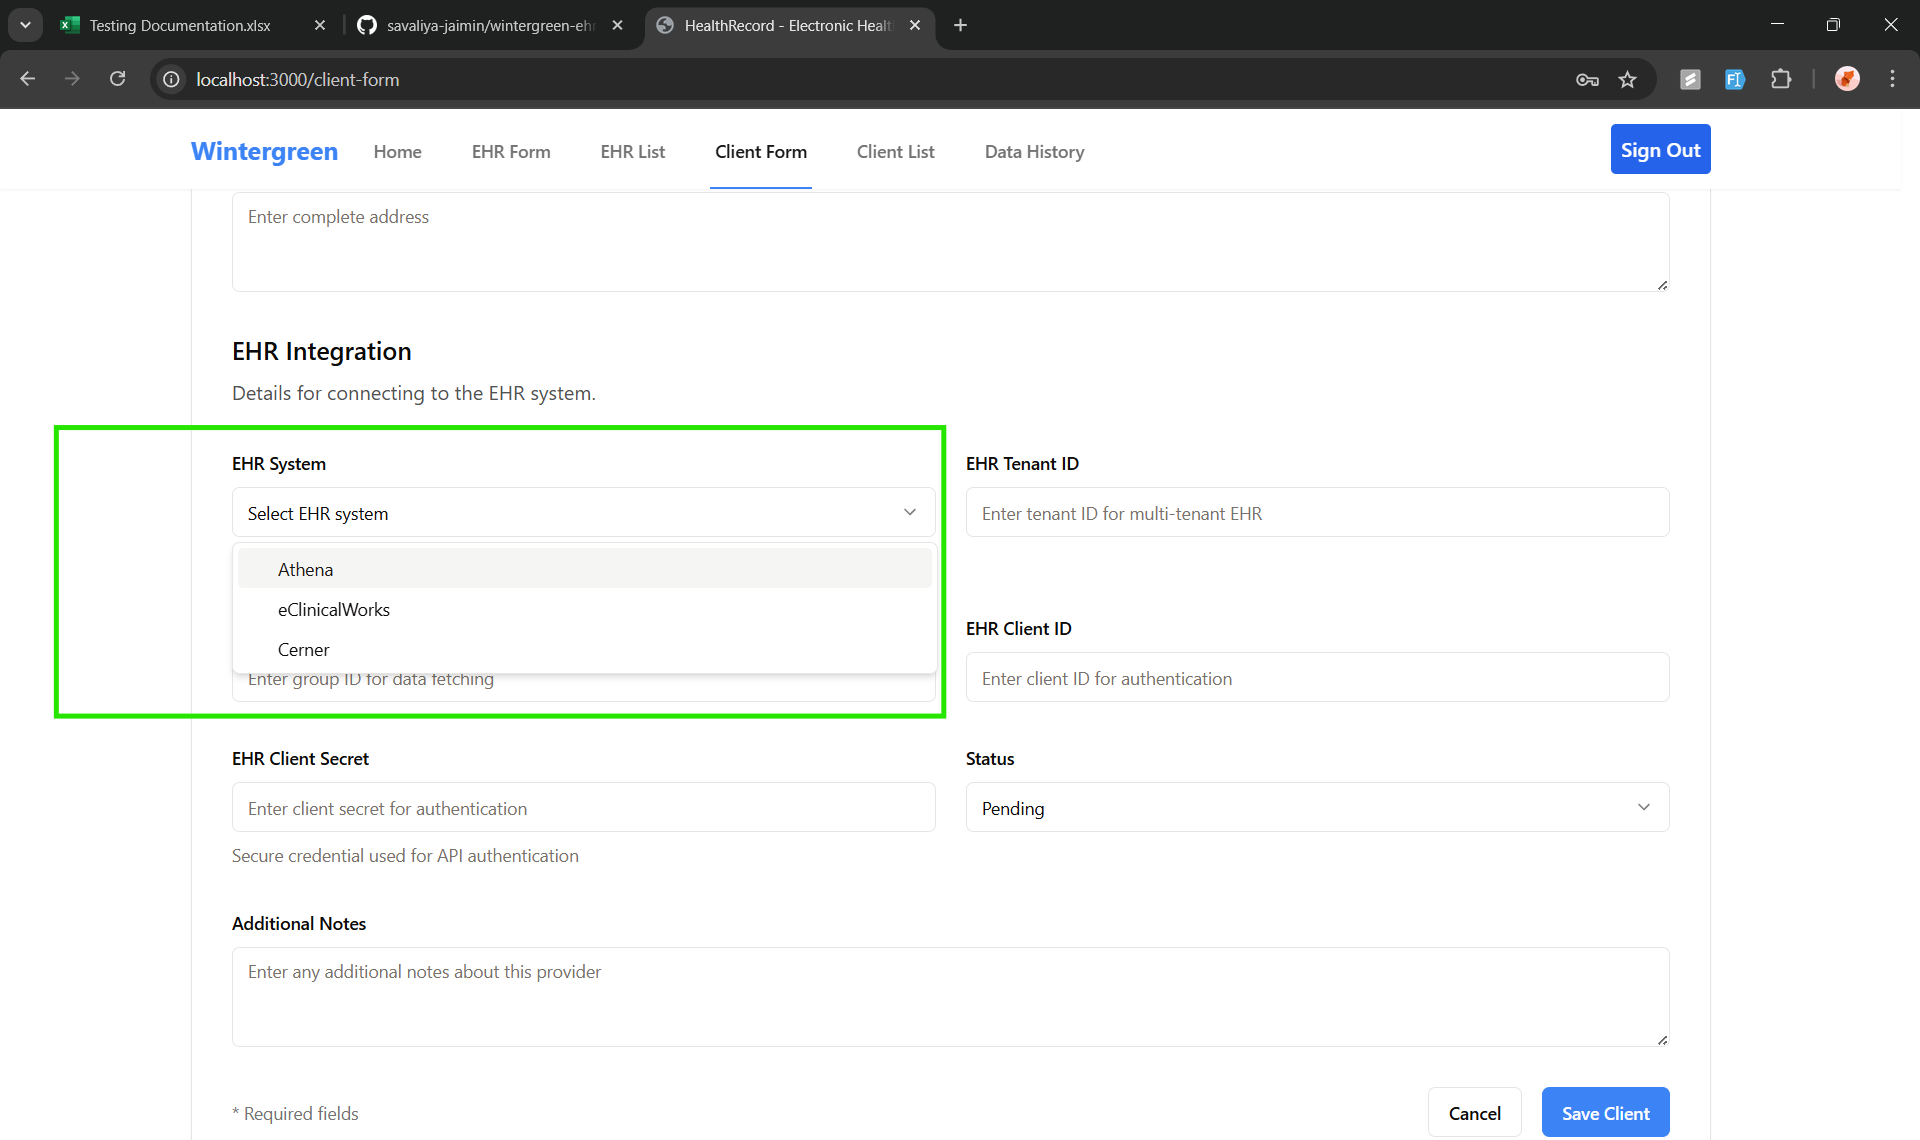 Testing Documentation.xlsx
savaliya-jaimin/wintergreen-ehr
HealthRecord - Electronic Healt
localhost:3000/client-form
Wintergreen
Home
EHR Form
EHR List
Client Form
Client List
Data History
Sign Out
Enter complete address
EHR Integration
Details for connecting to the EHR system.
EHR System
EHR Tenant ID
Select EHR system
Enter tenant ID for multi-tenant EHR
Athena
eClinicalWorks
Cerner
EHR Client ID
Enter group ID for data fetching
Enter client ID for authentication
EHR Client Secret
Status
Enter client secret for authentication
Pending
Secure credential used for API authentication
Additional Notes
Enter any additional notes about this provider
* Required fields
Cancel
Save Client